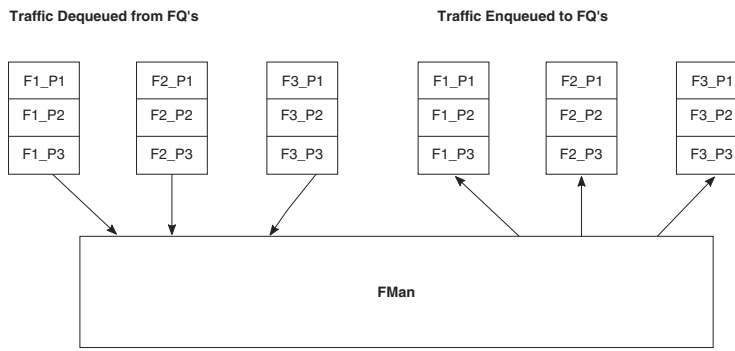 Traffic Dequeued from FQ's
Traffic Enqueued to FQ's
F1_P1
F1_P2
F1_P3
F2_P1
F2_P2
F2_P3
F3_P1
F3_P2
F3_P3
F1_P1
F1_P2
F1_P3
F2_P1
F2_P2
F2_P3
F3_P1
F3_P2
F3_P3
FMan